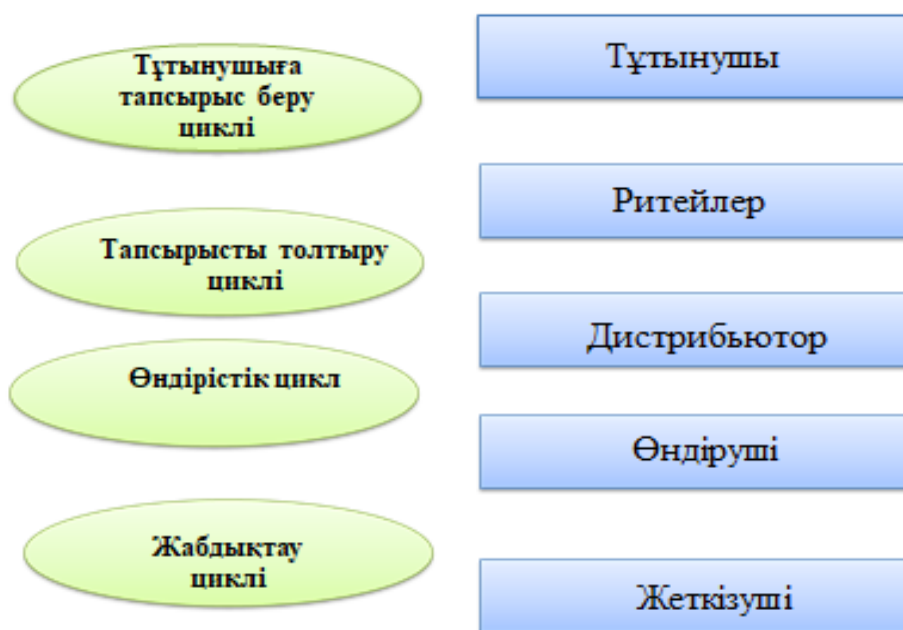 Тұтынушыға
тапсырыс беру
циклі
Тапсырысты толтыру
циклі
Өндірістік цикл
Жабдықтау
циклі
Тұтынушы
Ритейлер
Дистрибьютор
Өндіруші
Жеткізуші